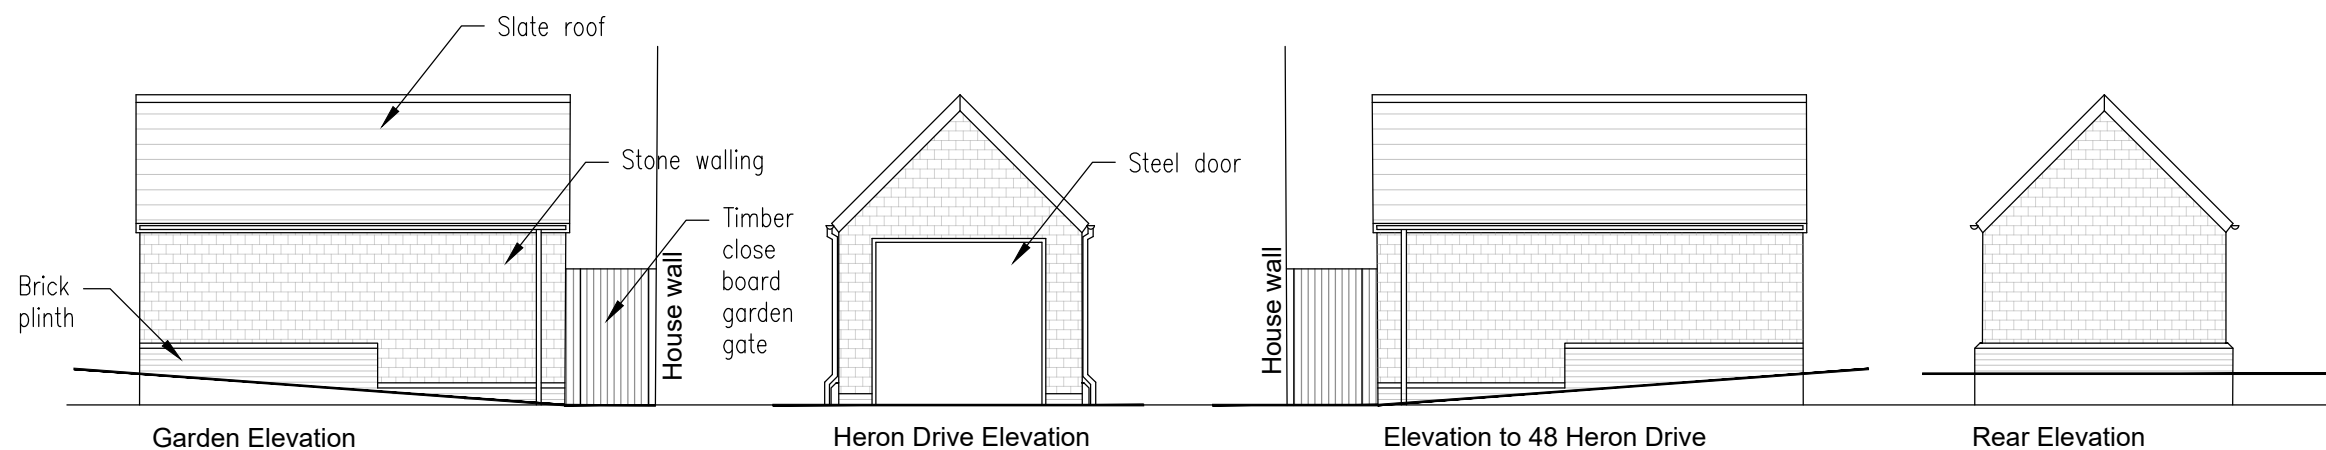 Slate roof
Stone walling
Brick
plinth
Timber
close
board
garden
gate
House wall
Garden Elevation
Steel door
Heron Drive Elevation
House wall
Elevation to 48 Heron Drive
Rear Elevation